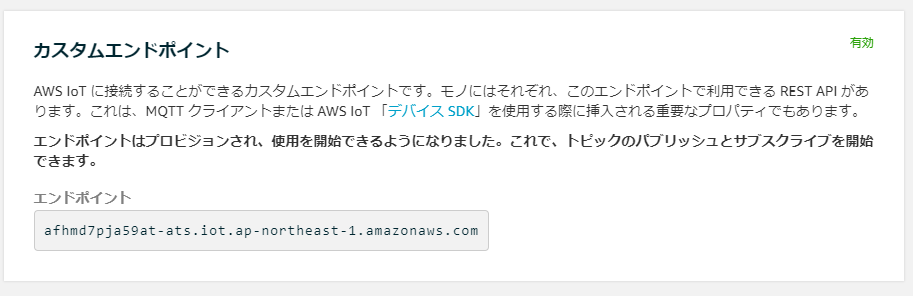 カスタムエンドポイント
有効
AWS IoT に接続することができるカスタムエンドポイントです。モノにはそれぞれ、このエンドポイントで利用できる REST API があ
ります。これは、MQTT クライアントまたは AWS IoT 「デバイス SDK」を使用する際に挿入される重要なプロパティでもあります。
エンドポイントはプロビジョンされ、使用を開始できるようになりました。これで、トピックのパブリッシュとサブスクライブを開始
できます。
エンドポイント
afhmd7pja59at-ats.iot.ap-northeast-1.amazonaws.com